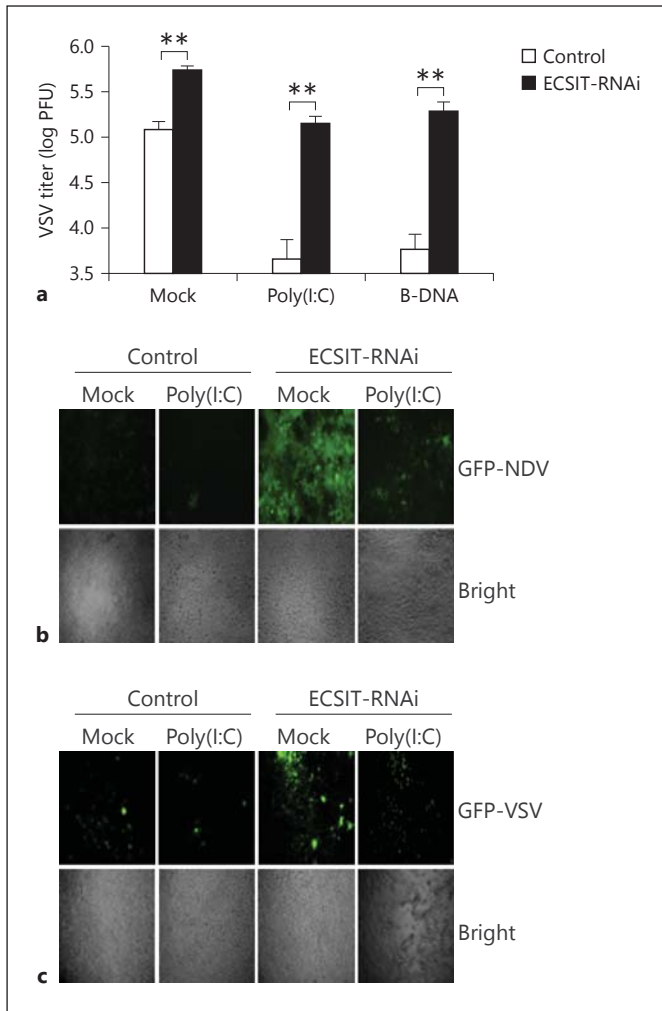 6.0
5.5
5.0
4.5
4.0
3.5
VSV titer (log PFU)
**
**
**
Control
ECSIT-RNAi
Mock Poly(I:C) B-DNA
a
Control ECSIT-RNAi
Mock Poly(I:C) Mock Poly(I:C)
GFP-NDV
Bright
b
Control ECSIT-RNAi
Mock Poly(I:C) Mock Poly(I:C)
GFP-VSV
Bright
c